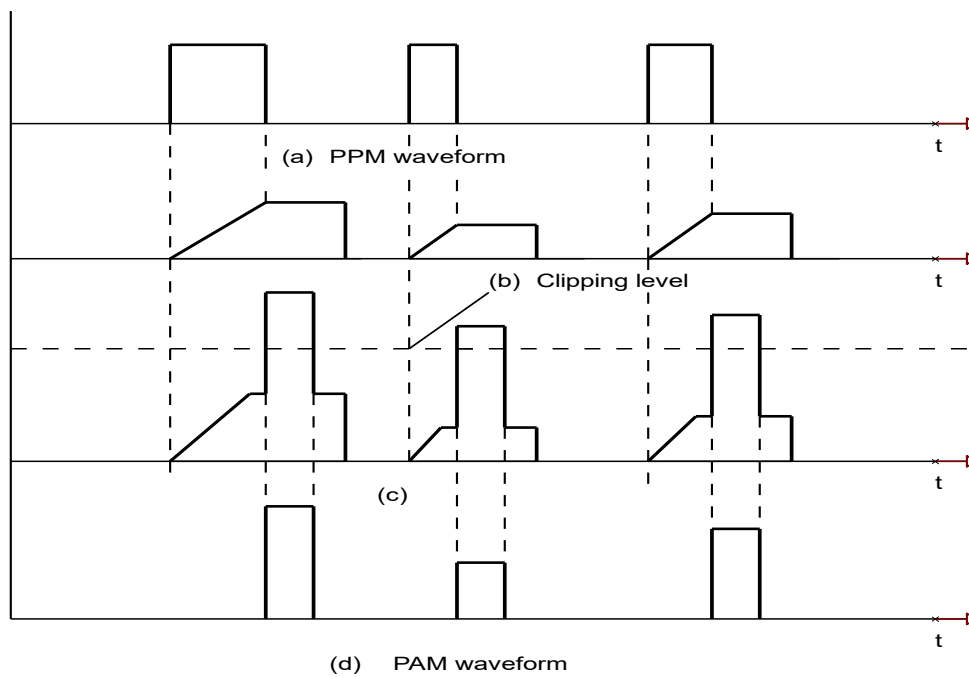 t
(a) PPM waveform
t
(b) Clipping level
t
(c)
t
(d) PAM waveform